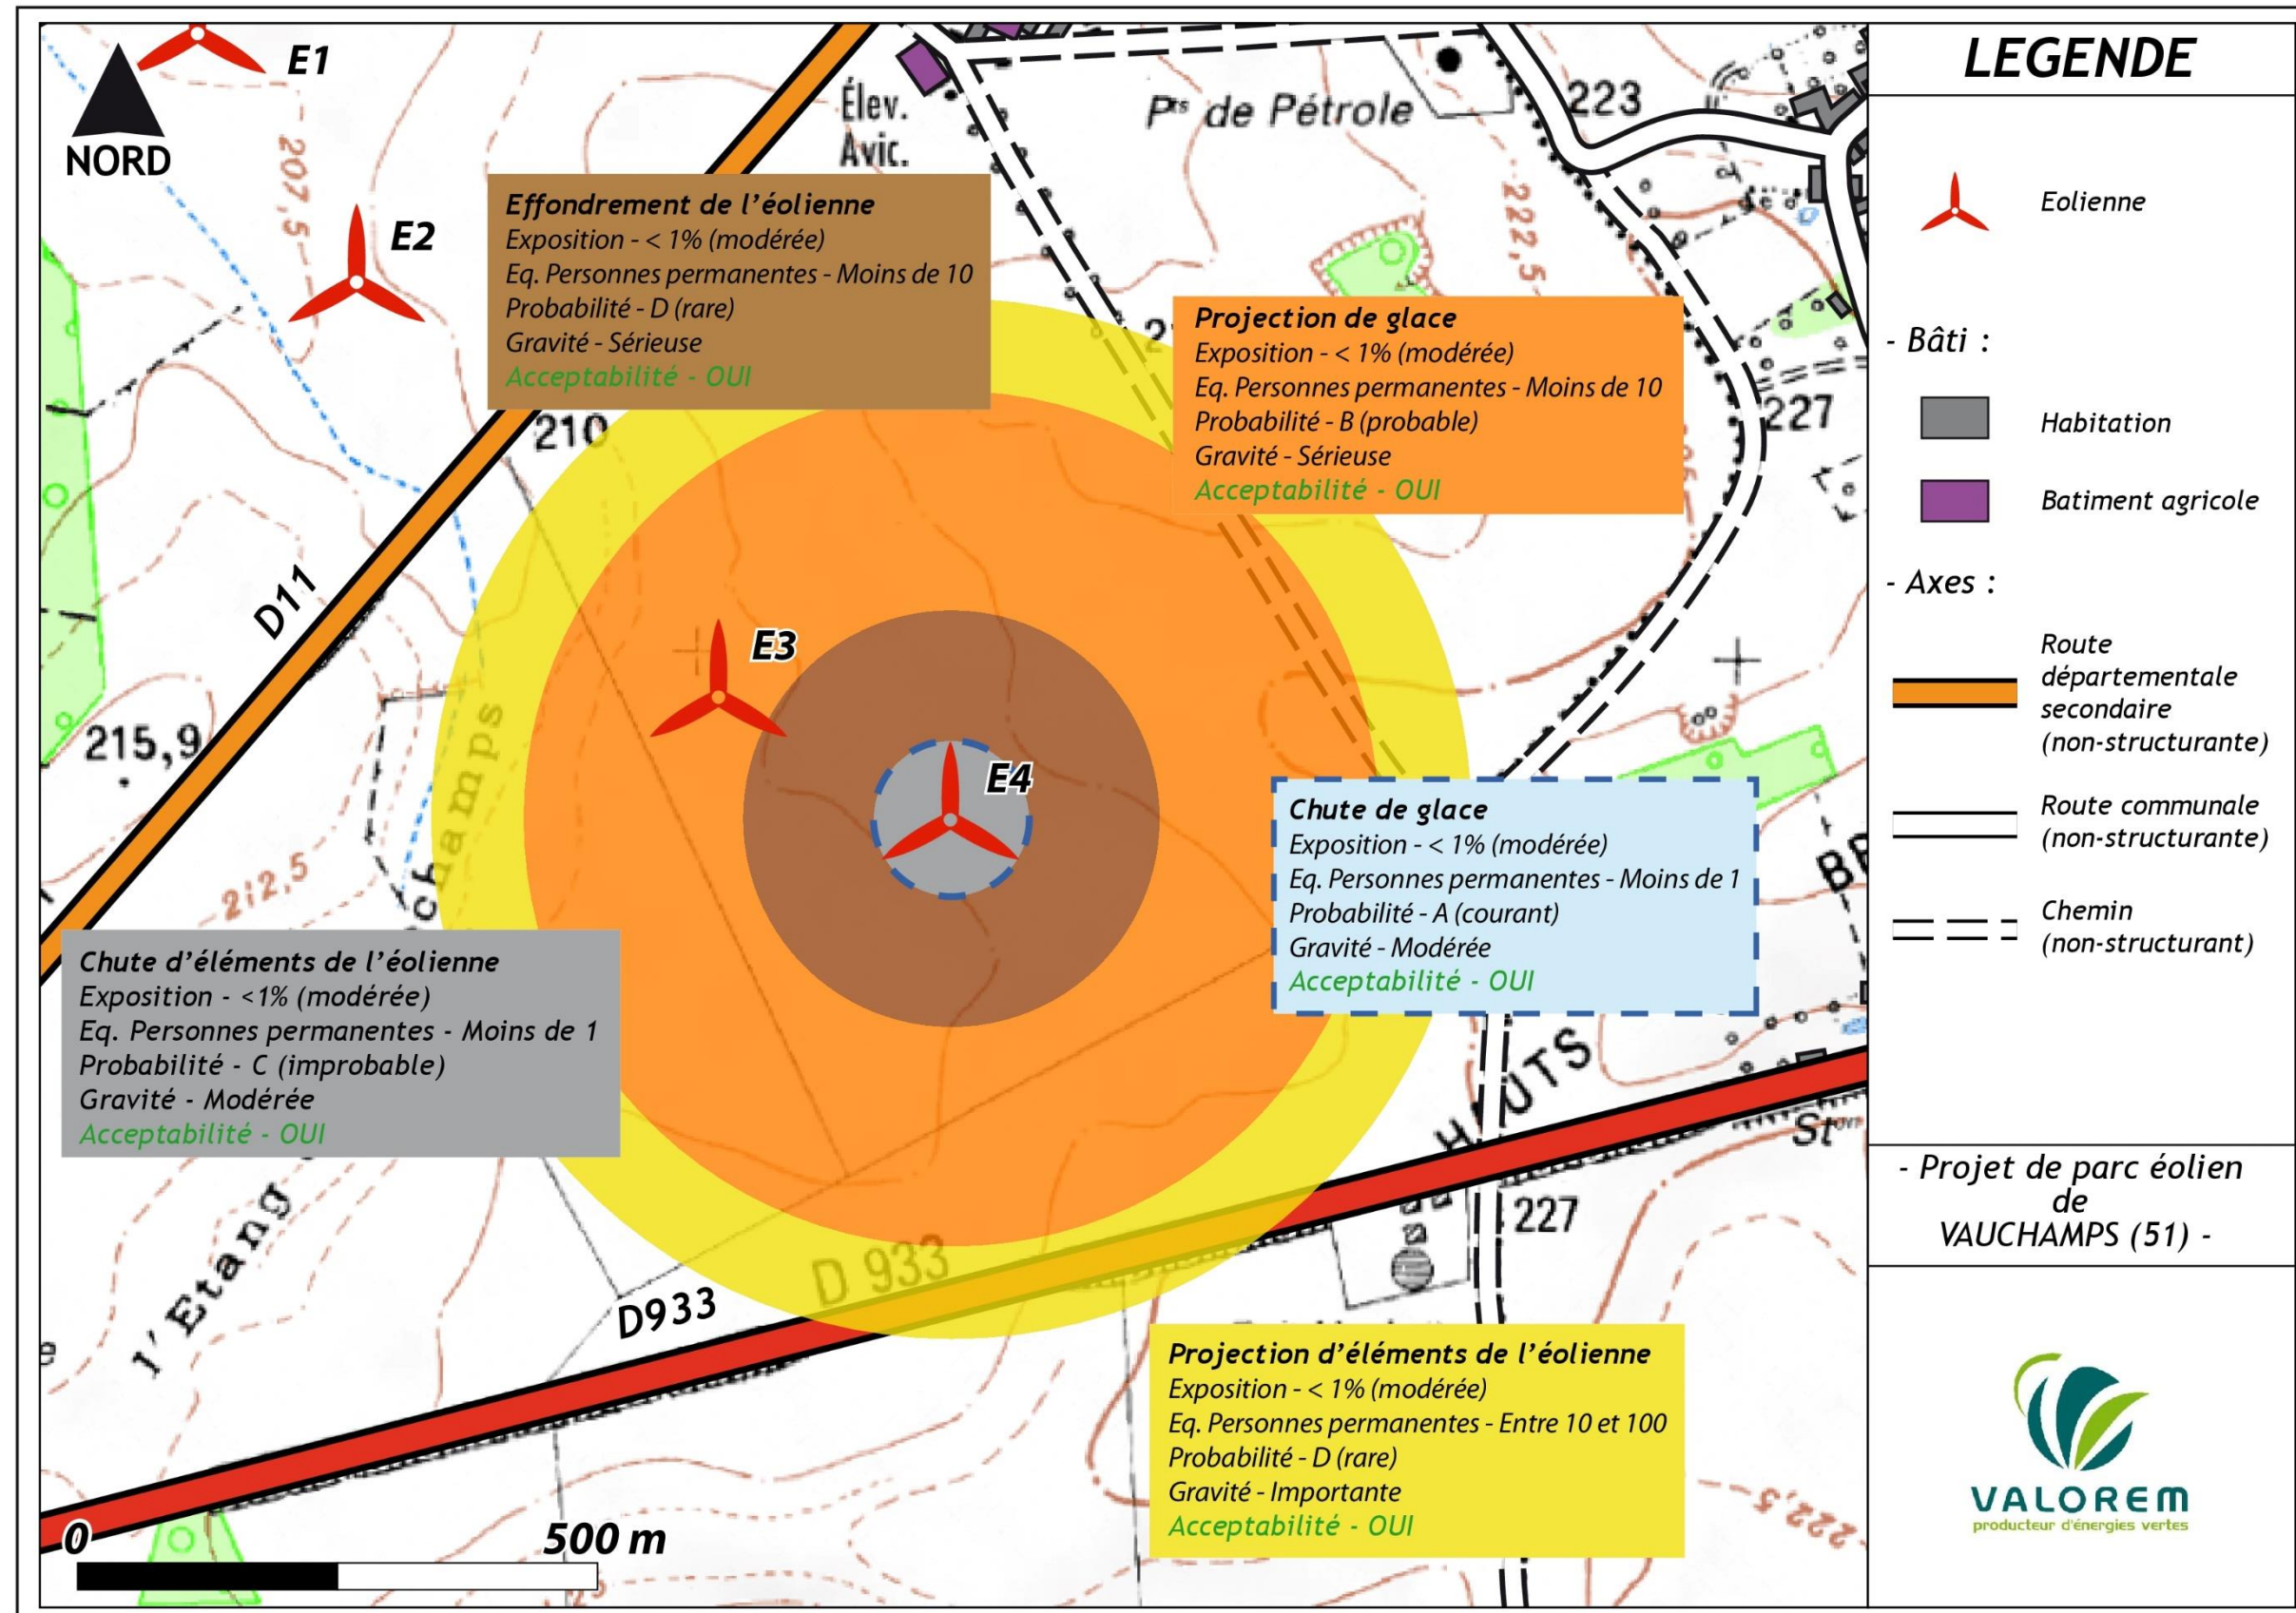 E1
NORD
207,5
E2
Élev.
Avic.
Pts de Pétrole
223
222,5
Effondrement de l’éolienne
Exposition - < 1% (modérée)
Eq. Personnes permanentes - Moins de 10
Probabilité - D (rare)
Gravité - Sérieuse
Acceptabilité - OUI
Projection de glace
Exposition - < 1% (modérée)
Eq. Personnes permanentes - Moins de 10
Probabilité - B (probable)
Gravité - Sérieuse
Acceptabilité - OUI
210
227
D11
E3
215,9
E4
212,5
champs
Chute de glace
Exposition - < 1% (modérée)
Eq. Personnes permanentes - Moins de 1
Probabilité - A (courant)
Gravité - Modérée
Acceptabilité - OUI
Chute d’éléments de l’éolienne
Exposition - <1% (modérée)
Eq. Personnes permanentes - Moins de 1
Probabilité - C (improbable)
Gravité - Modérée
Acceptabilité - OUI
HAUTS
Ston
l’ Etang
227
D 933
D933
Projection d’éléments de l’éolienne
Exposition - < 1% (modérée)
Eq. Personnes permanentes - Entre 10 et 100
Probabilité - D (rare)
Gravité - Importante
Acceptabilité - OUI
222,5
0 500 m
LEGENDE
Eolienne
- Bâti :
Habitation
Batiment agricole
- Axes :
Route
départementale
secondaire
(non-structurante)
Route communale
(non-structurante)
Chemin
(non-structurant)
- Projet de parc éolien
de
VAUCHAMPS (51) -
VALOREM
producteur d'énergies vertes